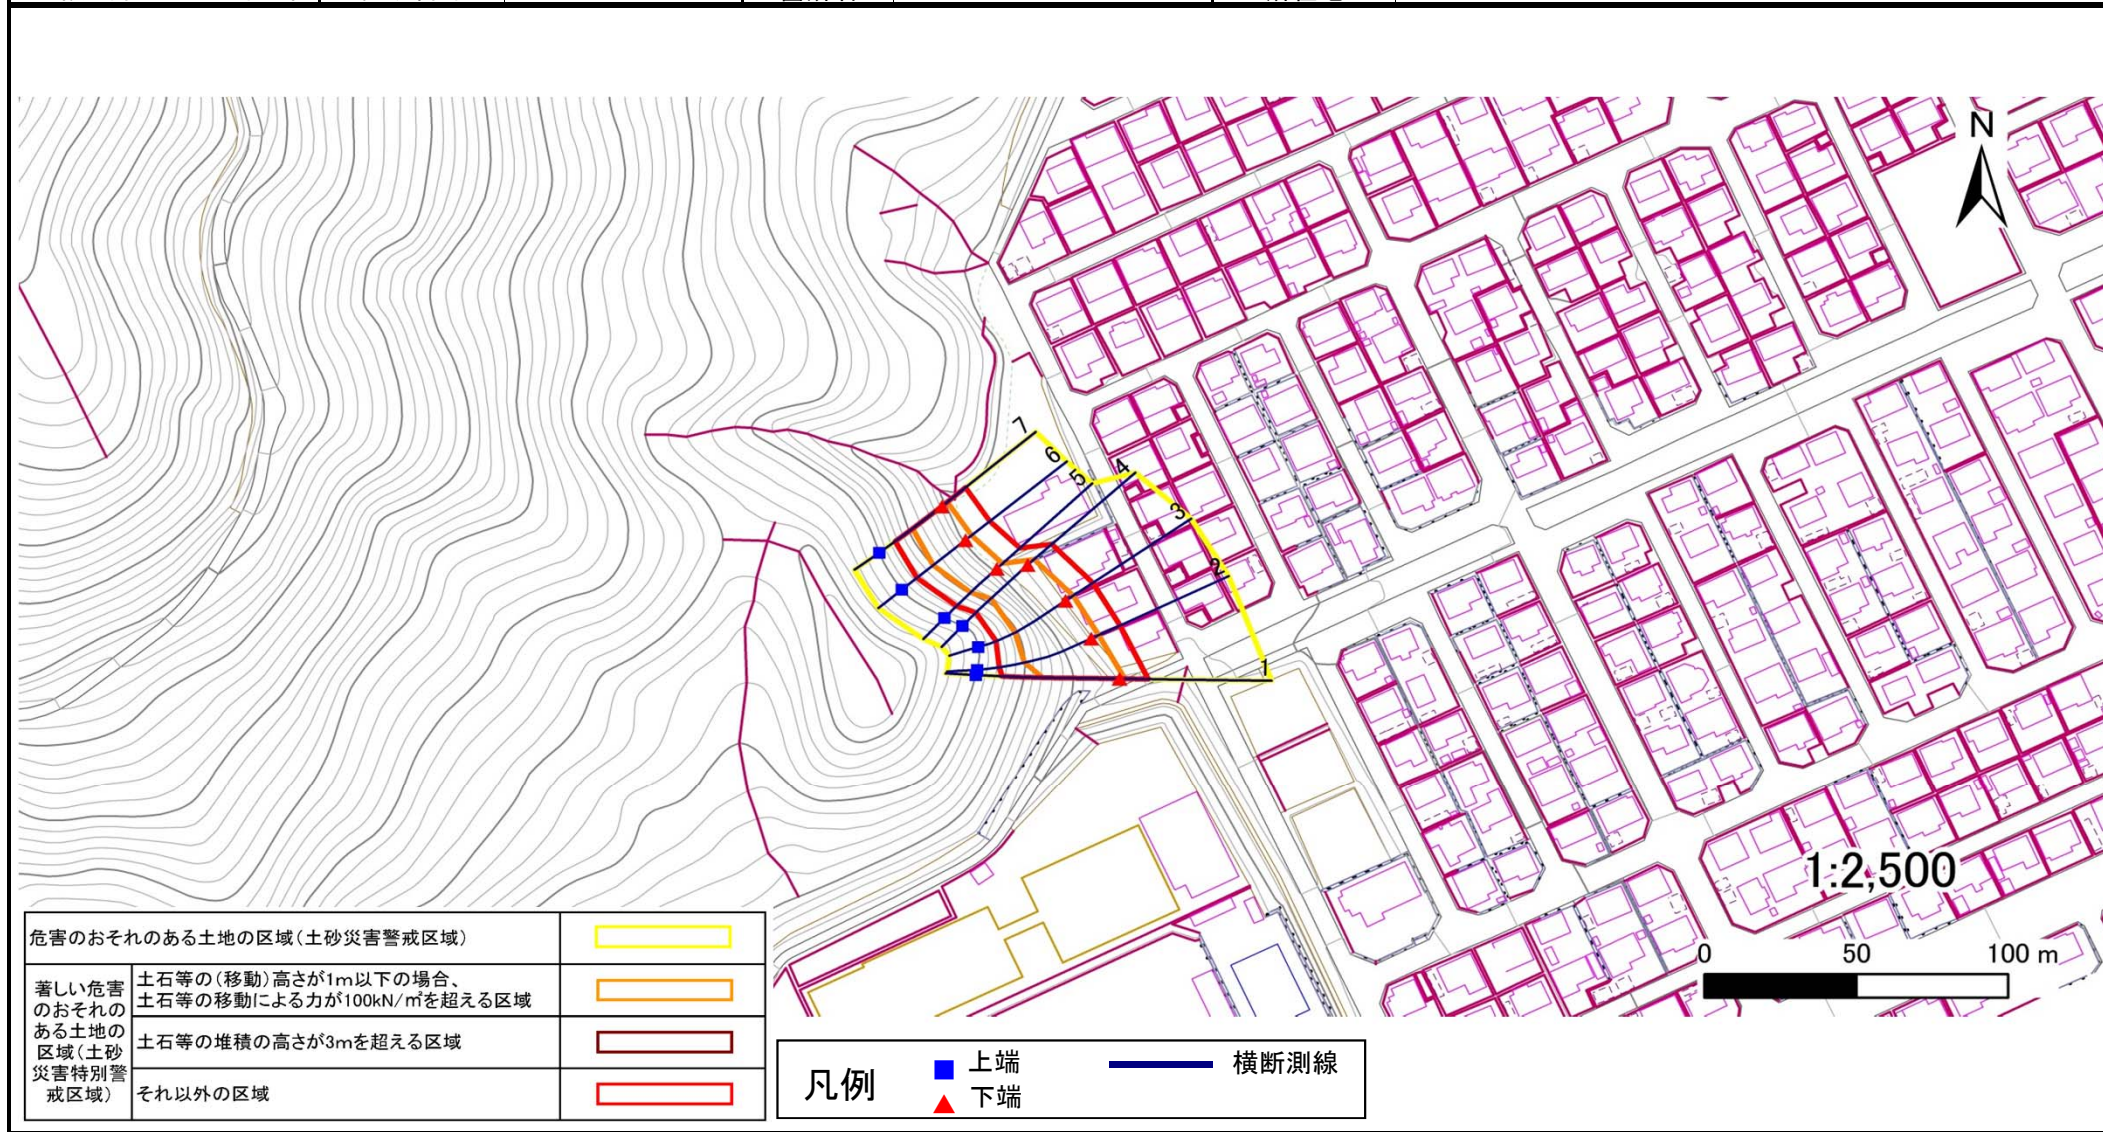 N
7
6
5
4
3
2
1
1:2,500
0 50 100 m
危害のおそれのある土地の区域(土砂災害警戒区域)
著しい危害
のおそれの
ある土地の
区域(土砂
災害特別警
戒区域)
土石等の(移動)高さが1m以下の場合、
土石等の移動による力が100kN/㎡を超える区域
土石等の堆積の高さが3mを超える区域
それ以外の区域
凡例
上端
下端
横断測線